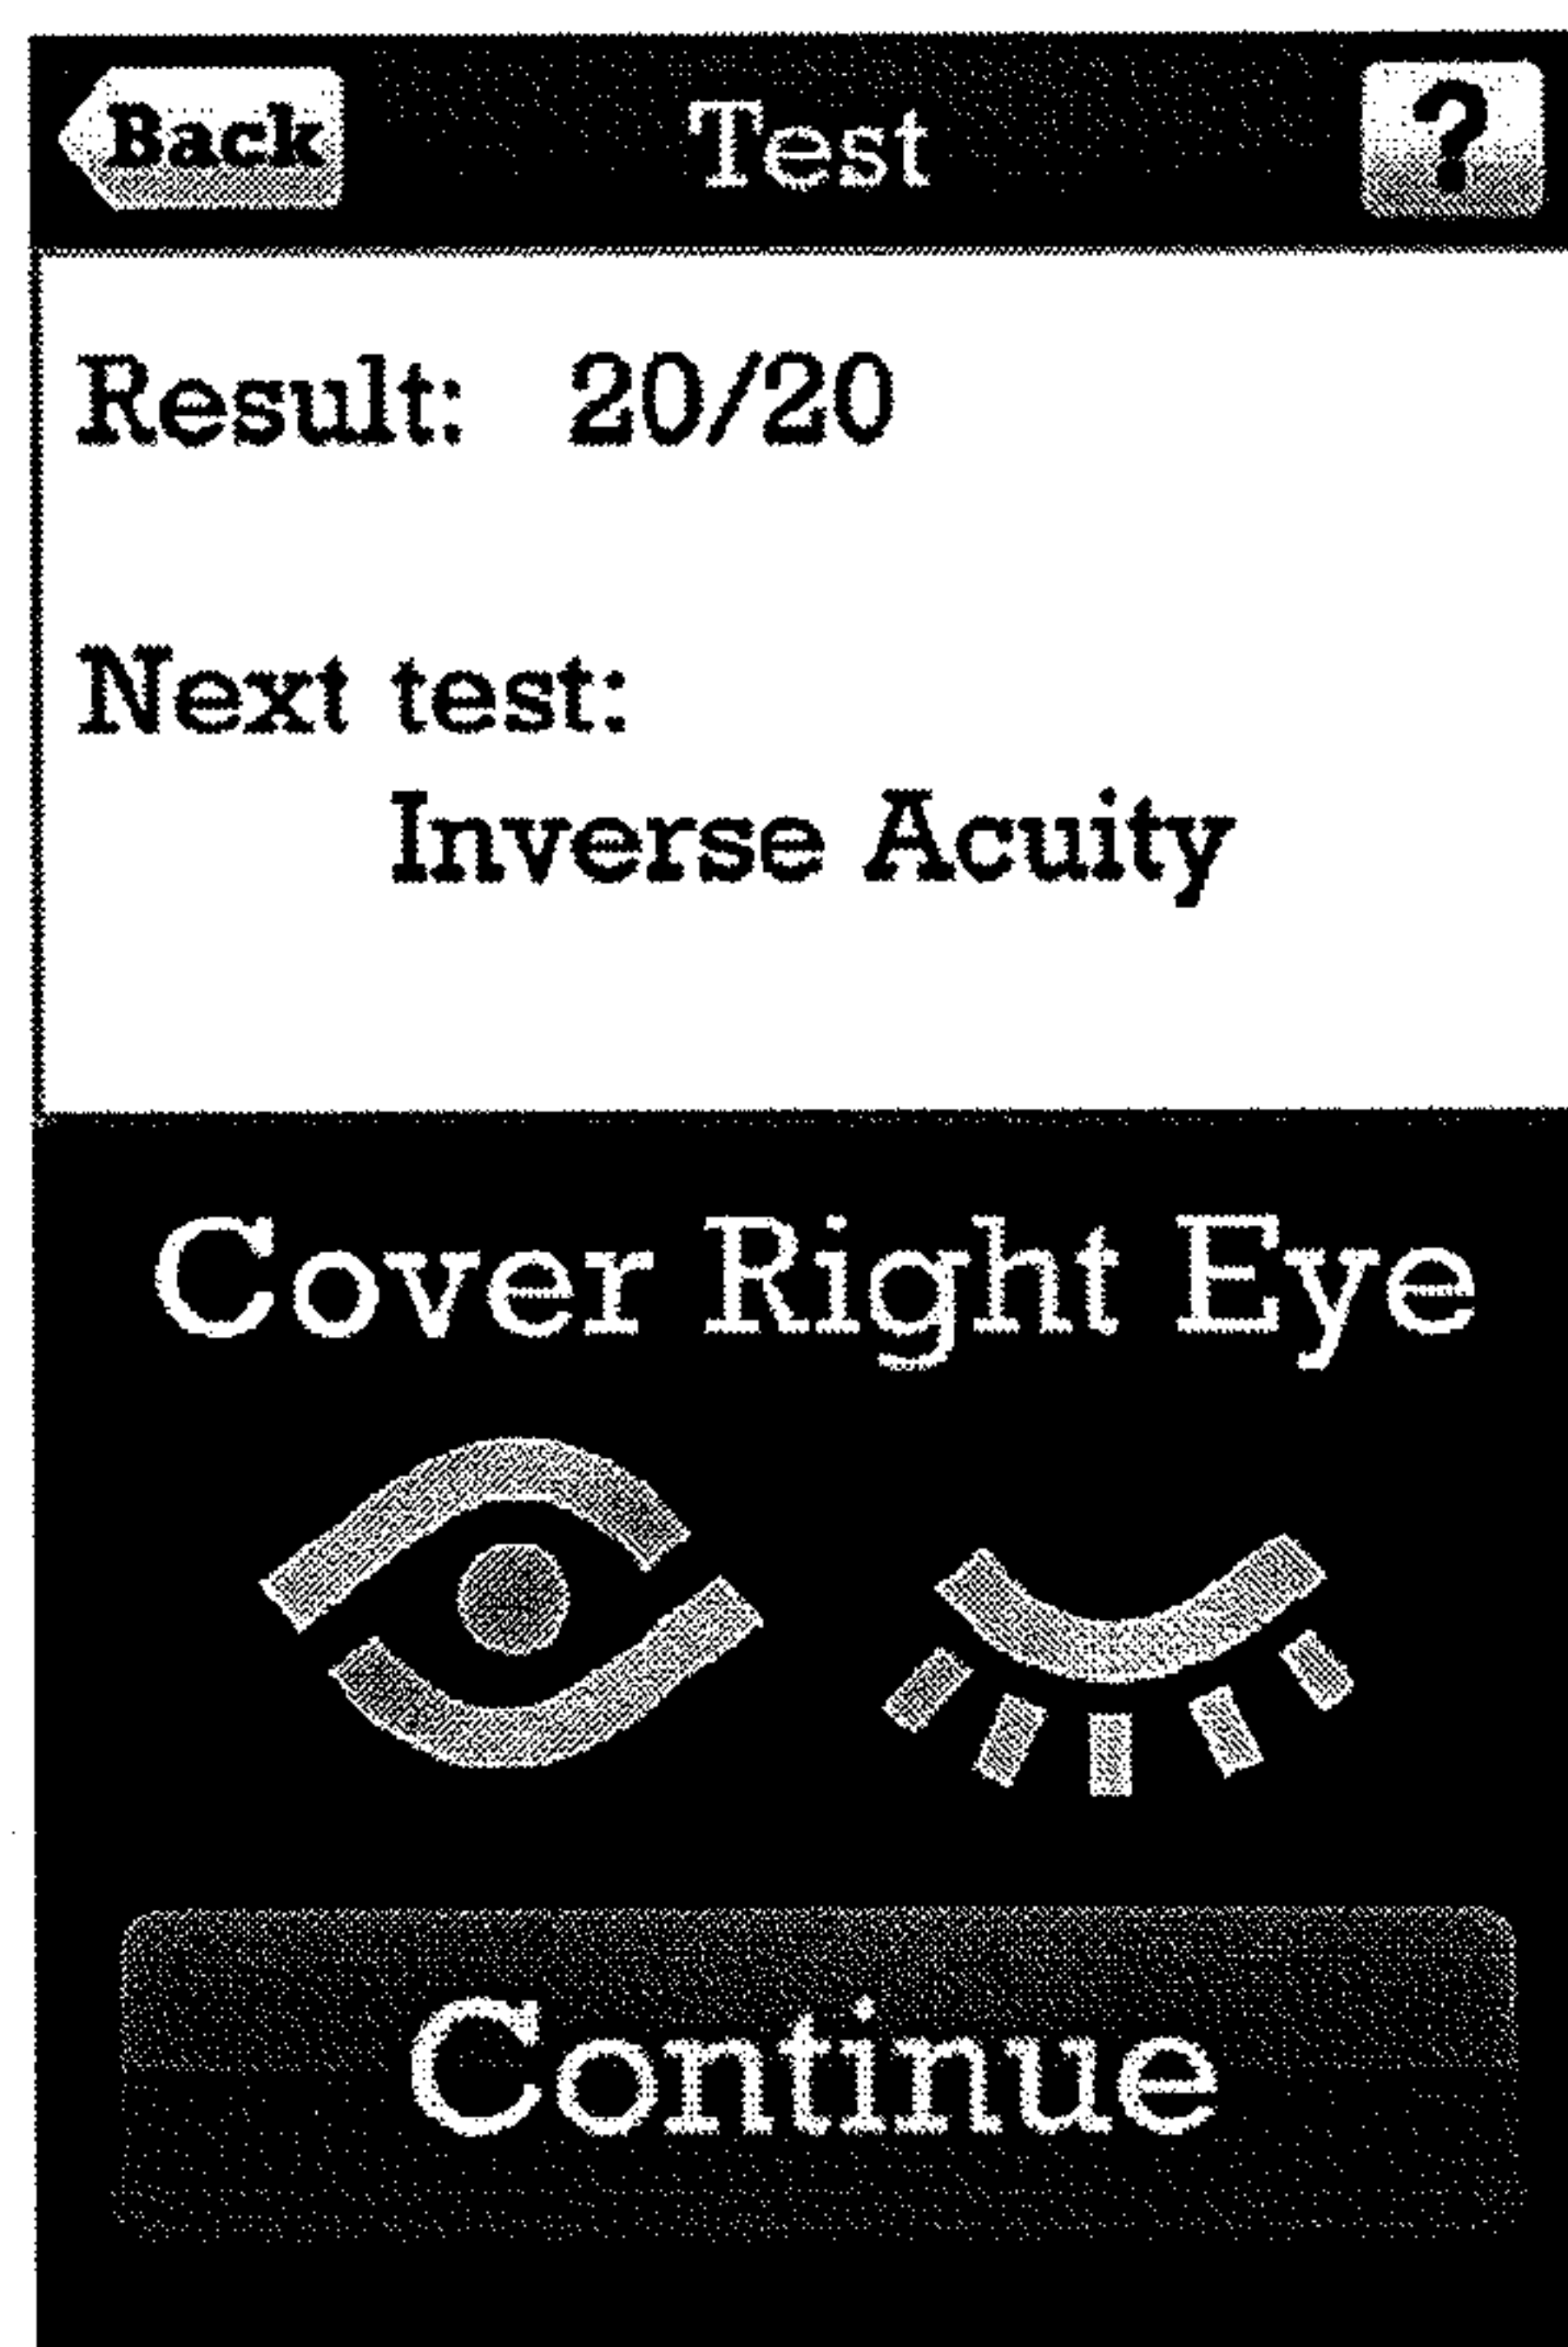 Back Test ?
Result: 20/20
Next test:
Inverse Acuity
Cover Right Eye
Continue